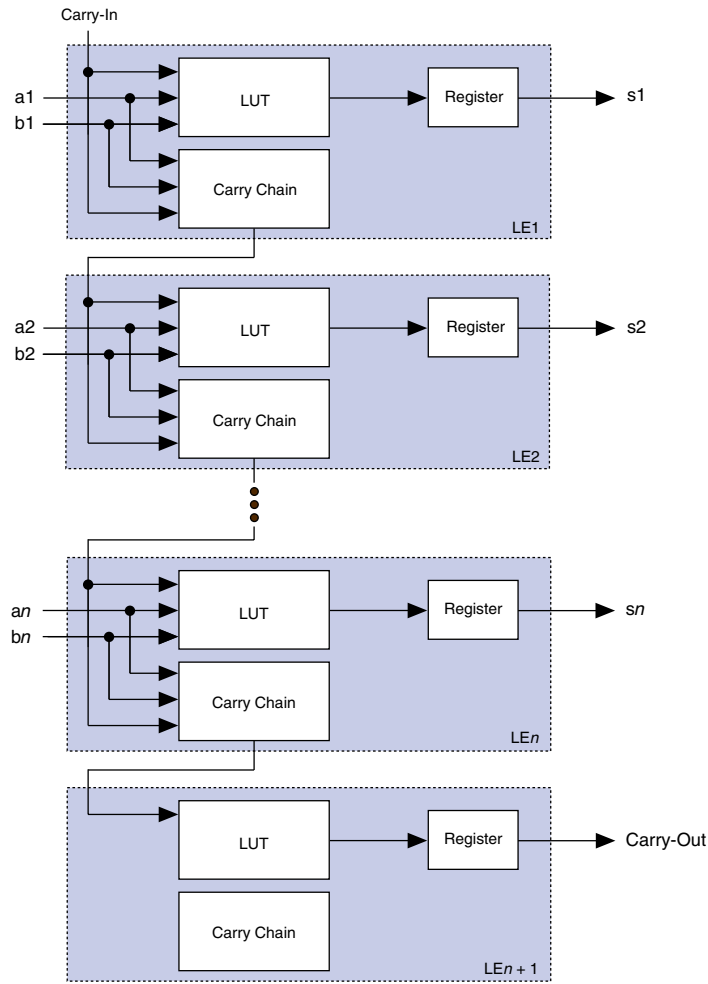 Carry-In
a1
b1
LUT
Register
s1
Carry Chain
LE1
a2
b2
LUT
Register
s2
Carry Chain
LE2
an
bn
LUT
Register
sn
Carry Chain
LEn
LUT
Register
Carry-Out
Carry Chain
LEn + 1